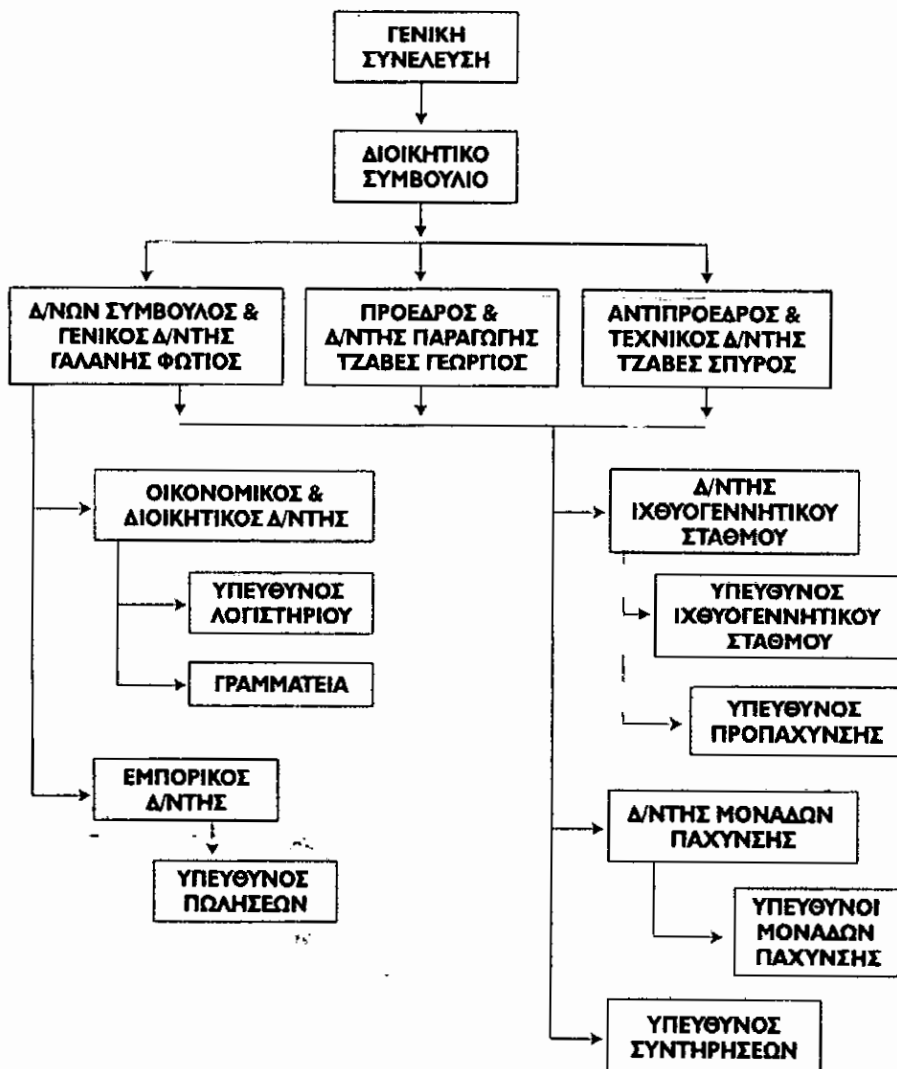 ΓΕΝΙΚΗ
ΣΥΝΕΛΕΥΣΗ
ΔΙΟΙΚΗΤΙΚΟ
ΣΥΜΒΟΥΛΙΟ
Δ/ΝΩΝ ΣΥΜΒΟΥΛΟΣ &
ΓΕΝΙΚΟΣ Δ/ΝΤΗΣ
ΓΑΛΑΝΗΣ ΦΩΤΙΟΣ
ΠΡΟΕΔΡΟΣ &
Δ/ΝΤΗΣ ΠΑΡΑΓΩΓΗΣ
ΤΖΑΒΕΣ ΓΕΩΡΓΙΟΣ
ΑΝΤΙΠΡΟΕΔΡΟΣ &
ΤΕΧΝΙΚΟΣ Δ/ΝΤΗΣ
ΤΖΑΒΕΣ ΣΠΥΡΟΣ
ΟΙΚΟΝΟΜΙΚΟΣ &
ΔΙΟΙΚΗΤΙΚΟΣ Δ/ΝΤΗΣ
ΥΠΕΥΘΥΝΟΣ
ΛΟΓΙΣΤΗΡΙΟΥ
ΓΡΑΜΜΑΤΕΙΑ
ΕΜΠΟΡΙΚΟΣ
Δ/ΝΤΗΣ
ΥΠΕΥΘΥΝΟΣ
ΠΩΛΗΣΕΩΝ
Δ/ΝΤΗΣ
ΙΧΘΥΟΓΕΝΝΗΤΙΚΟΥ
ΣΤΑΘΜΟΥ
ΥΠΕΥΘΥΝΟΣ
ΙΧΘΥΟΓΕΝΝΗΤΙΚΟΥ
ΣΤΑΘΜΟΥ
ΥΠΕΥΘΥΝΟΣ
ΠΡΟΠΑΧΥΝΣΗΣ
Δ/ΝΤΗΣ ΜΟΝΑΔΩΝ
ΠΑΧΥΝΣΗΣ
ΥΠΕΥΘΥΝΟΙ
ΜΟΝΑΔΩΝ
ΠΑΧΥΝΣΗΣ
ΥΠΕΥΘΥΝΟΣ
ΣΥΝΤΗΡΗΣΕΩΝ